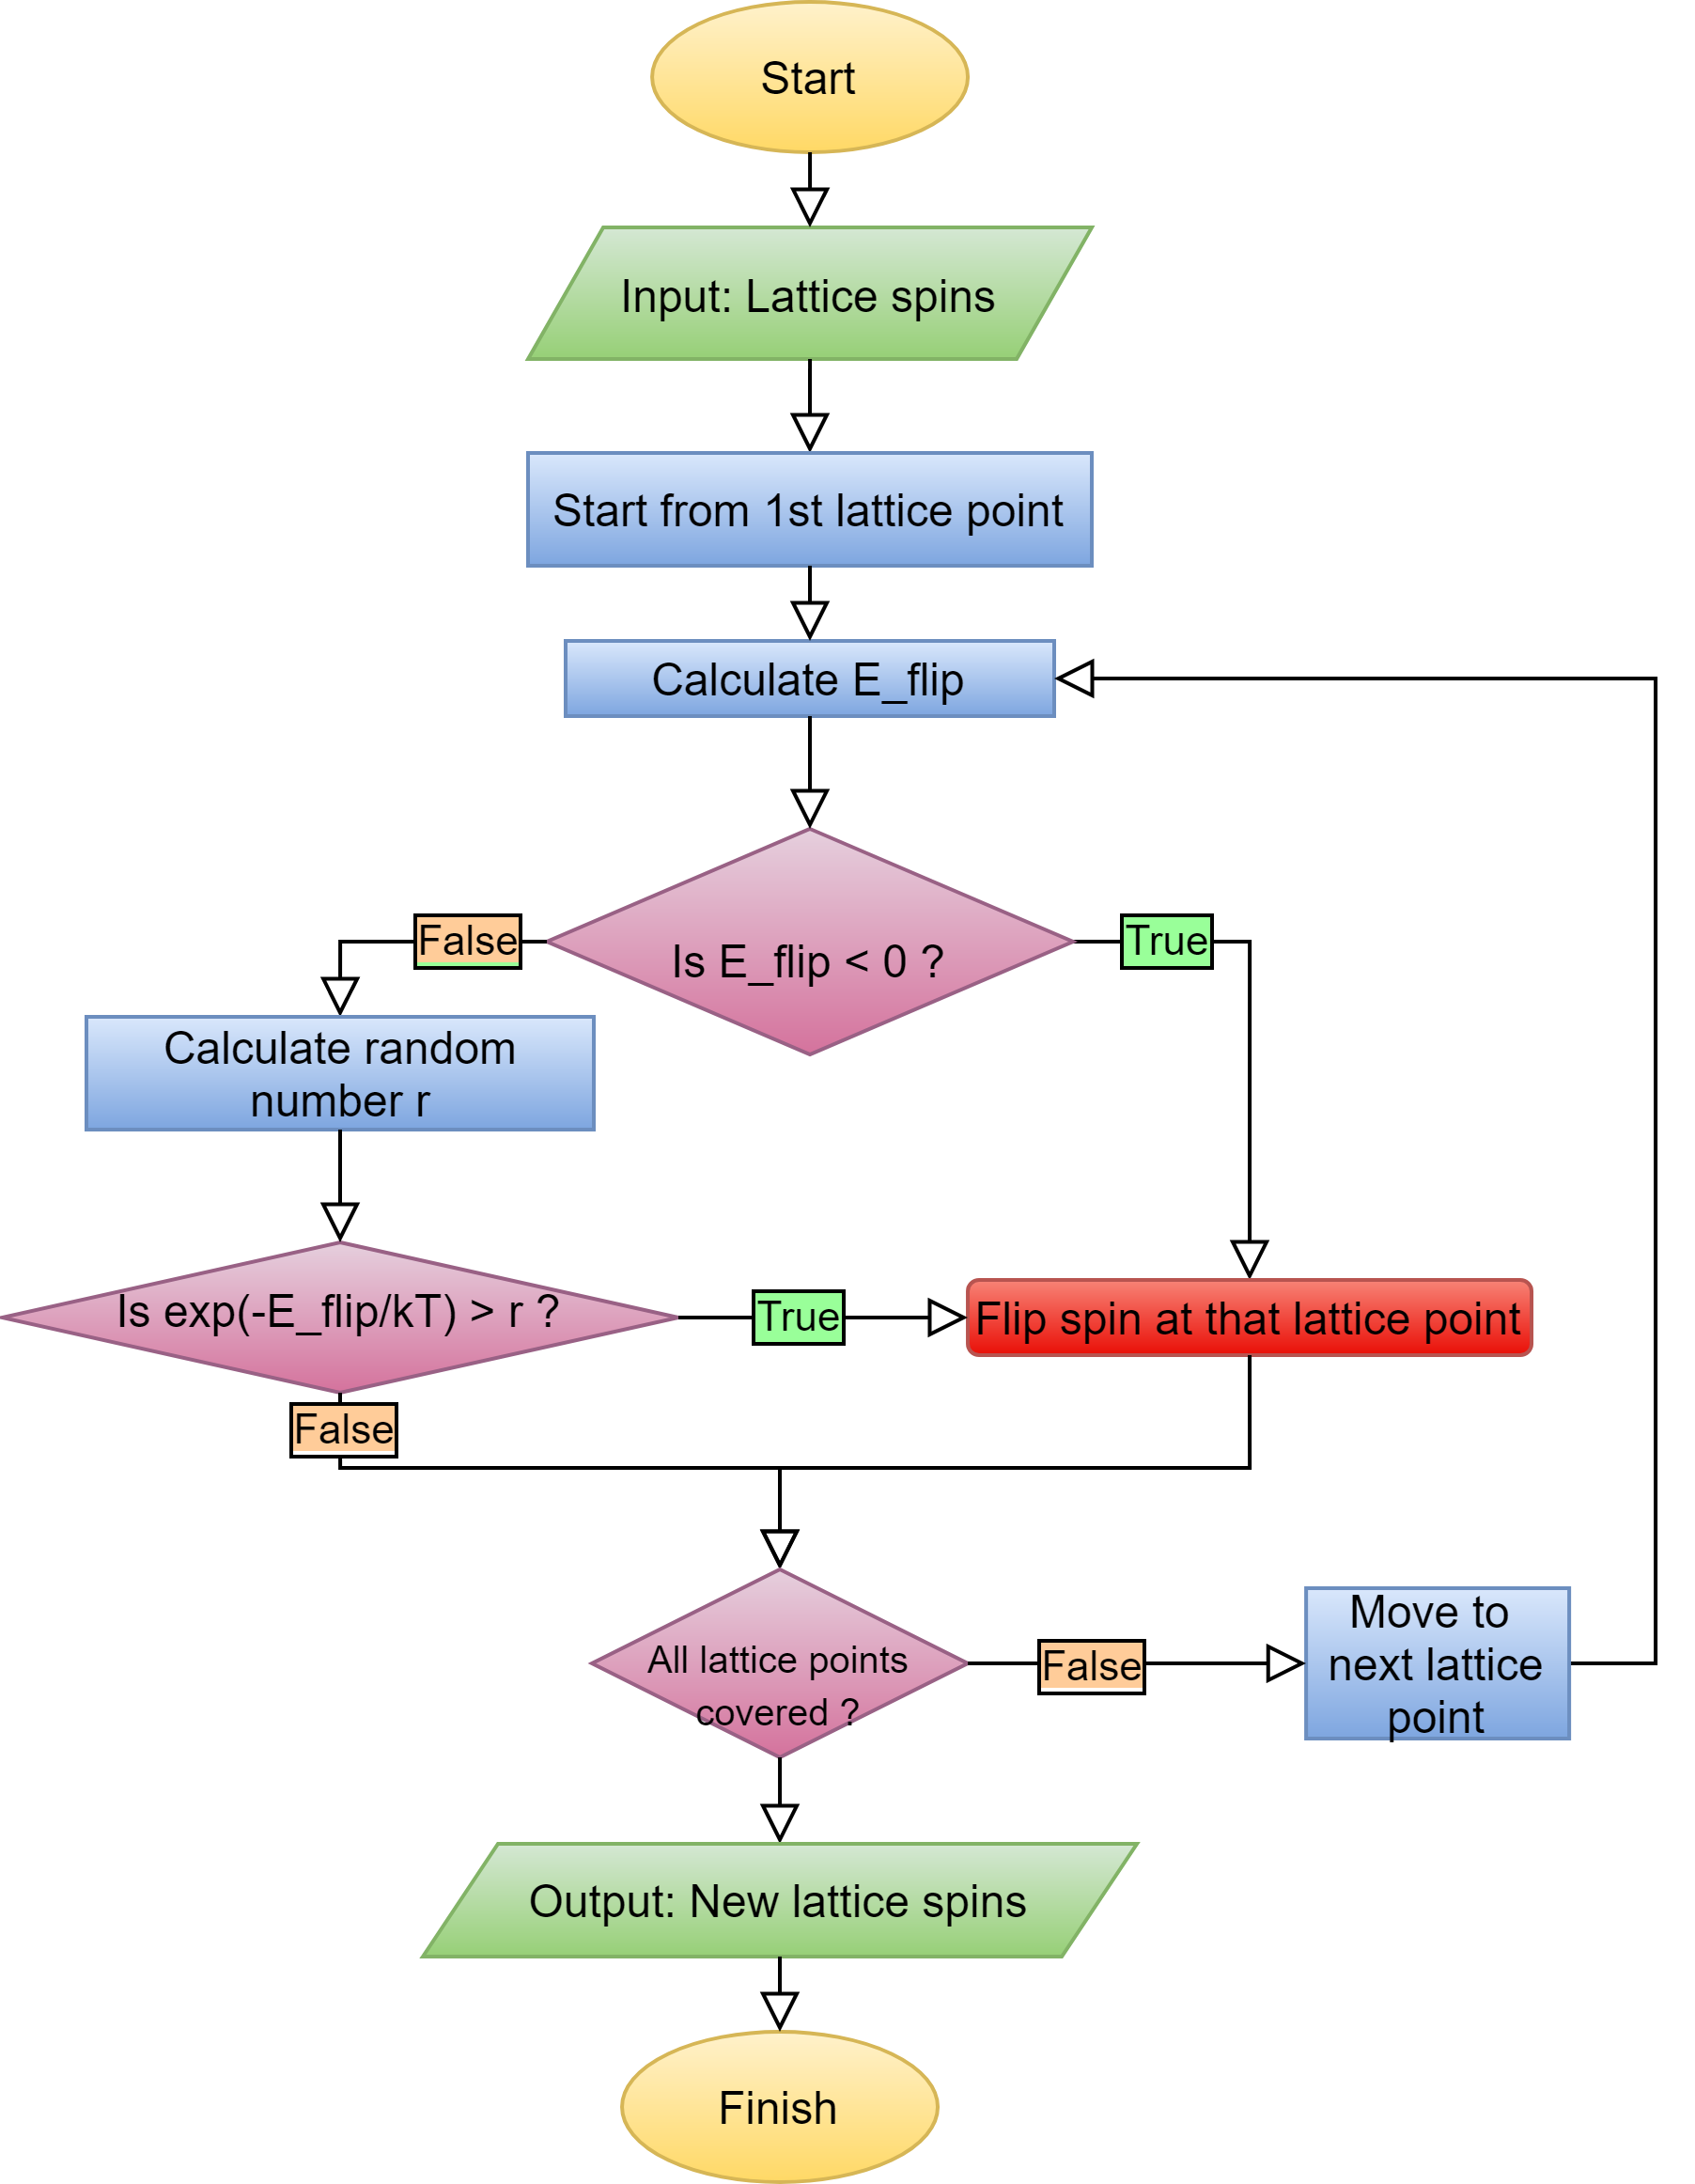 Start
Input: Lattice spins
Start from 1st lattice point
Calculate E_flip
False
True
Is E_flip < 0 ?
Calculate random
number r
Is exp(-E_flip/kT) > r ?
True
Flip spin at that lattice point
False
All lattice points
covered ?
False
Move to
next lattice
point
Output: New lattice spins
Finish